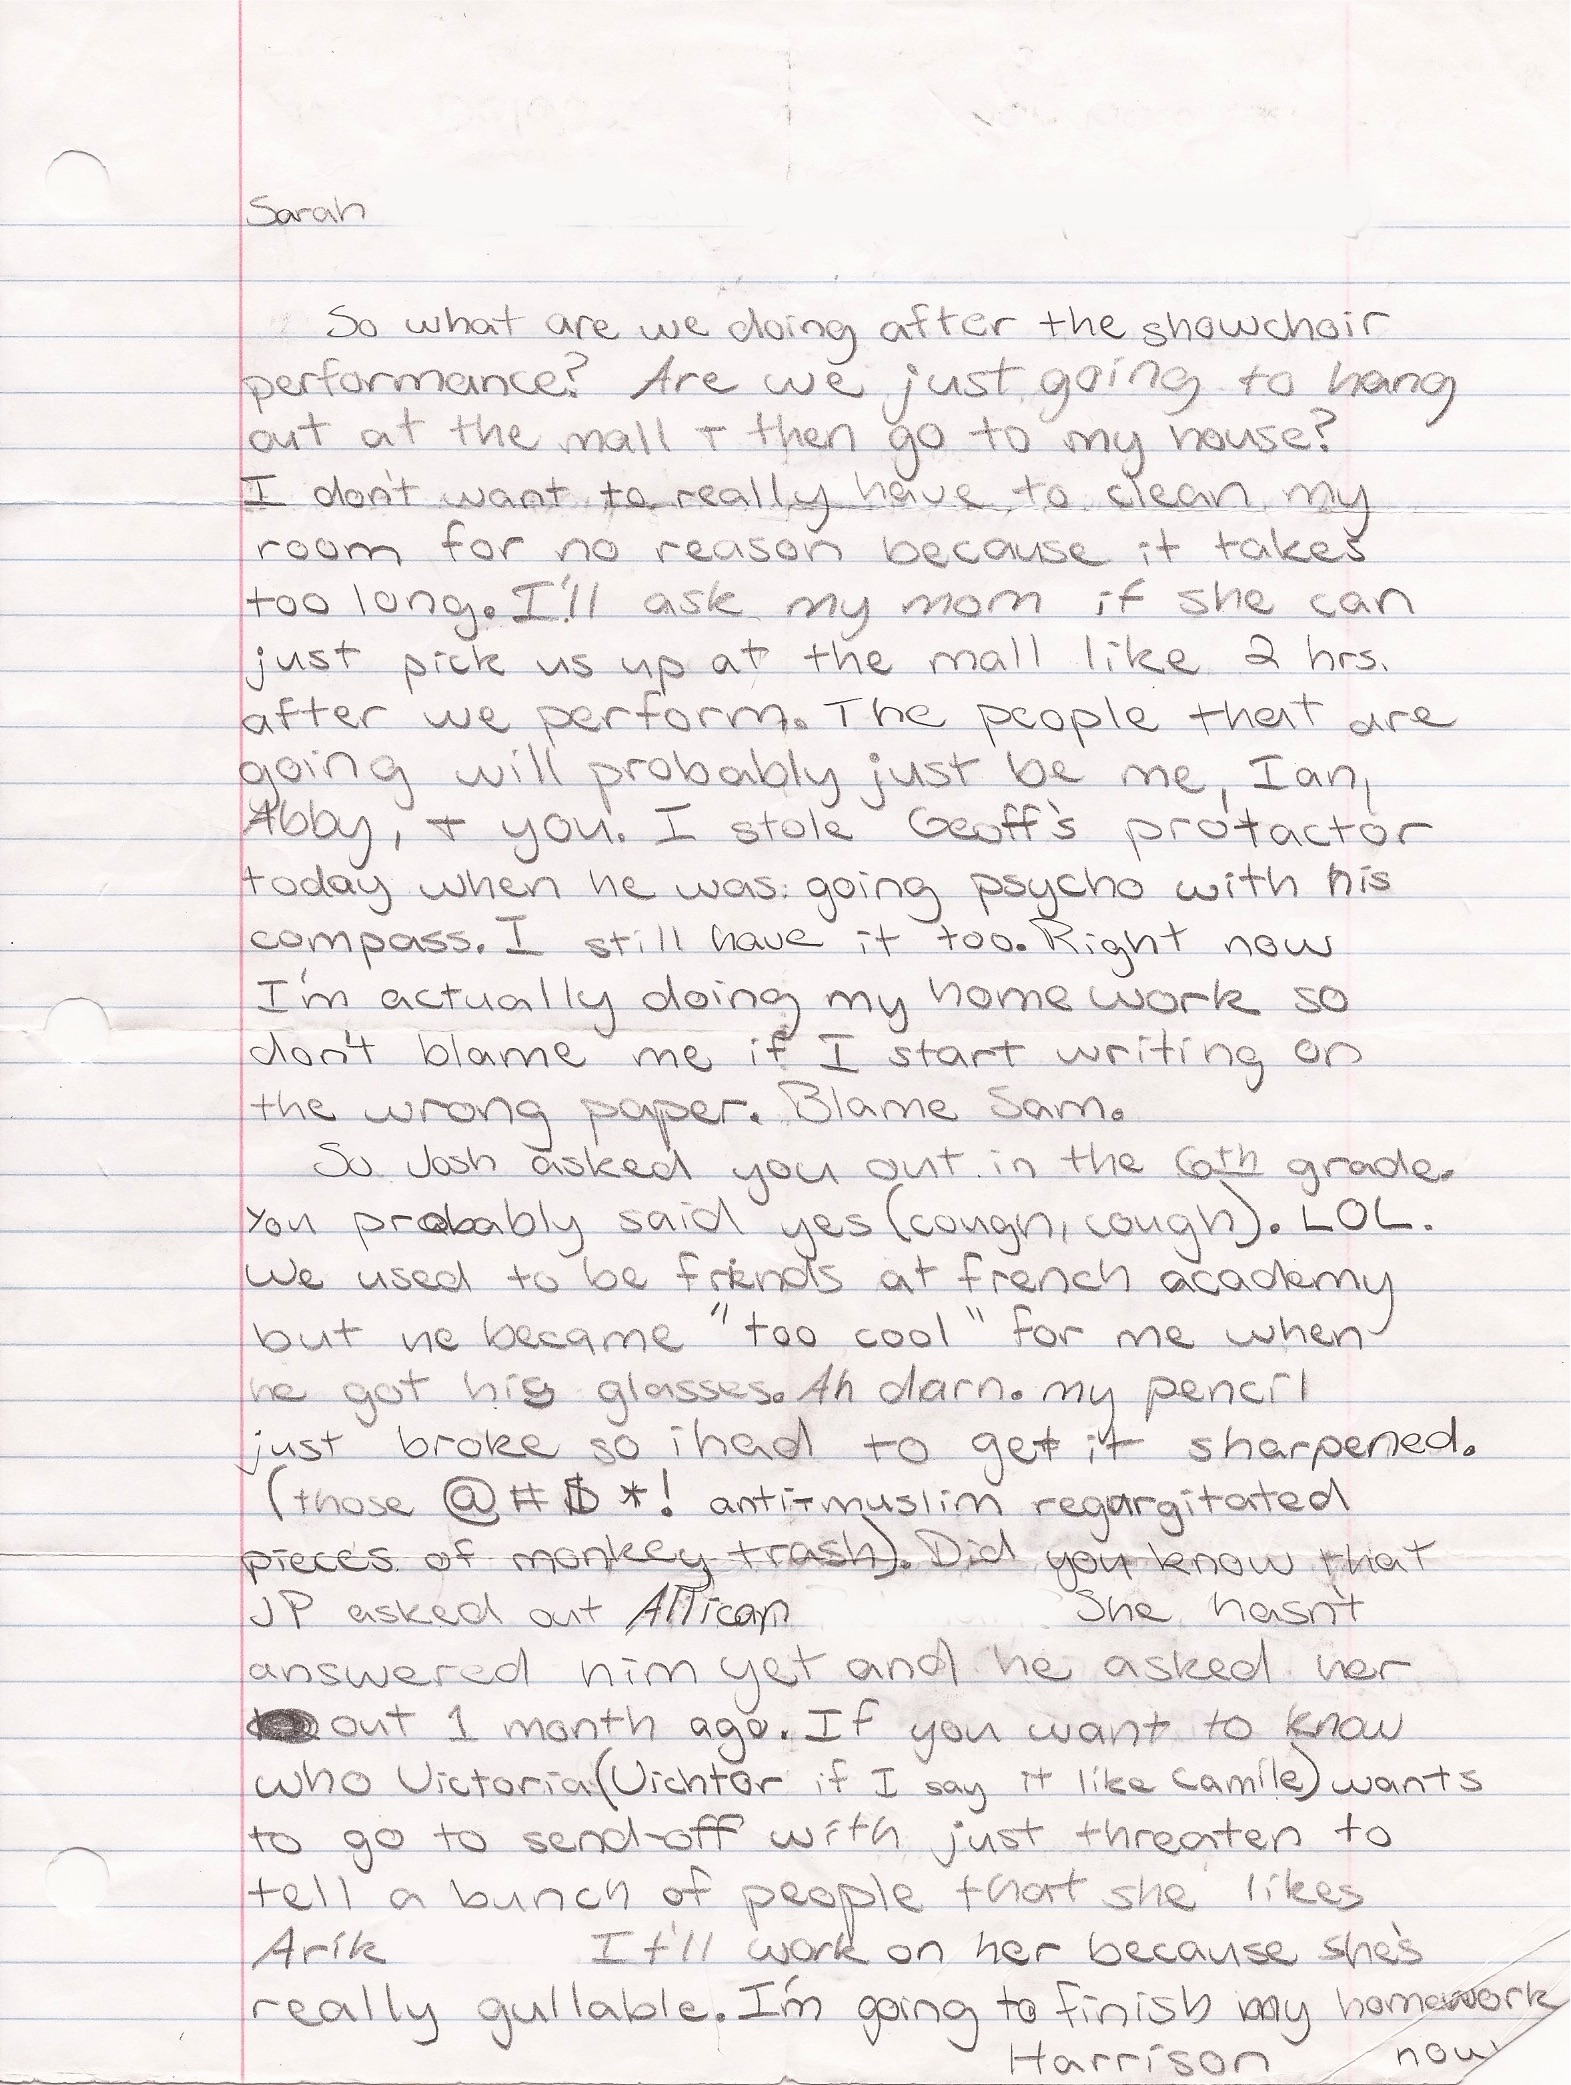 Sarah
So what are we doing after the showchoir
performance? Are we just going to hang
out at the mall + then go to my house?
I don't want to really have to clean my
room for no reason because it takes
too long. I'll ask my mom if she can
just pick us up at the mall like 2 hrs.
after we perform. The people that are
going will probably just be me, Ian,
Abby, + you. I stole Geoff's protactor
today when he was going psycho with his
compass. I still have it too. Right now
I'm actually doing my homework so
don't blame me if I start writing on
the wrong paper. Blame Sam.
So Josh asked you out in the 6th grade.
You probably said yes (cough, cough). LOL.
We used to be friends at french academy
but he became "too cool" for me when
he got his glasses. Ah darn. my pencil
just broke so i had to get it sharpened.
(those @#$*! anti-muslim regurgitated
pieces of monkey trash). Did you know that
JP asked out She hasn't
answered him yet and he asked her
out 1 month ago. If you want to know
who Victoria (Vichtor if I say it like Camile) wants
to go to send-off with just threaten to
tell a bunch of people that she likes
Arik It'll work on her because she's
really gullable. I'm going to finish my homework
now
Harrison